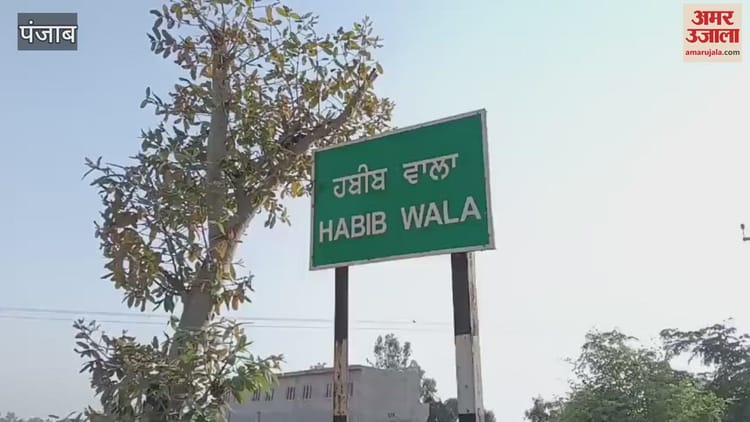 पंजाब
अमर
उजाला
amarujala.com
ਹਬੀਬ ਵਾਲਾ
HABIB WALA